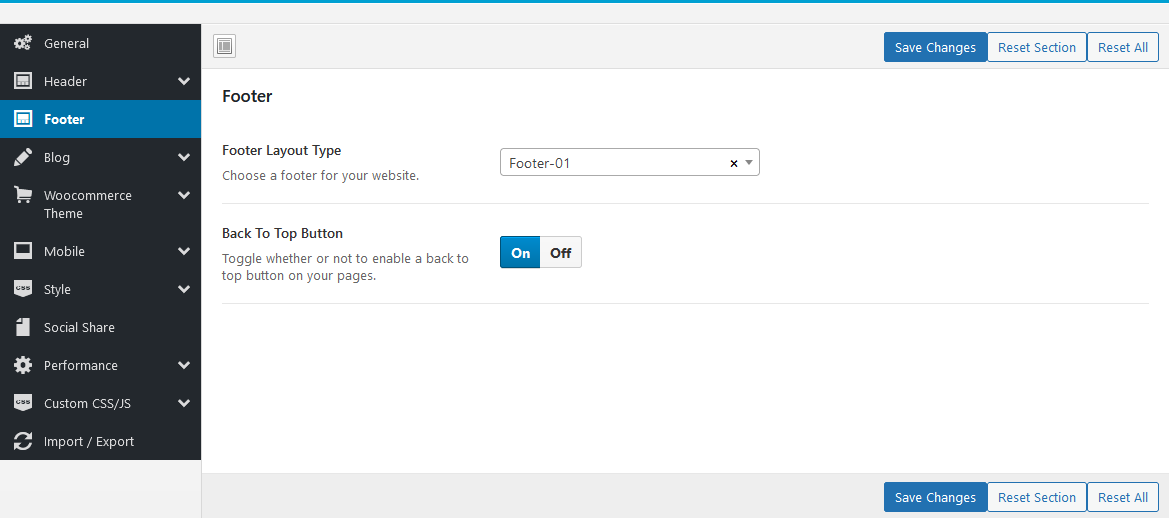 General
Header
Footer
Blog
Woocommerce
Theme
Mobile
css
Style
Social Share
Performance
css
Custom CSS/JS
Import / Export
Save Changes
Reset Section
Reset All
Footer
Footer Layout Type
Choose a footer for your website.
Footer-01
×
Back To Top Button
Toggle whether or not to enable a back to
top button on your pages.
On
Off
Save Changes
Reset Section
Reset All